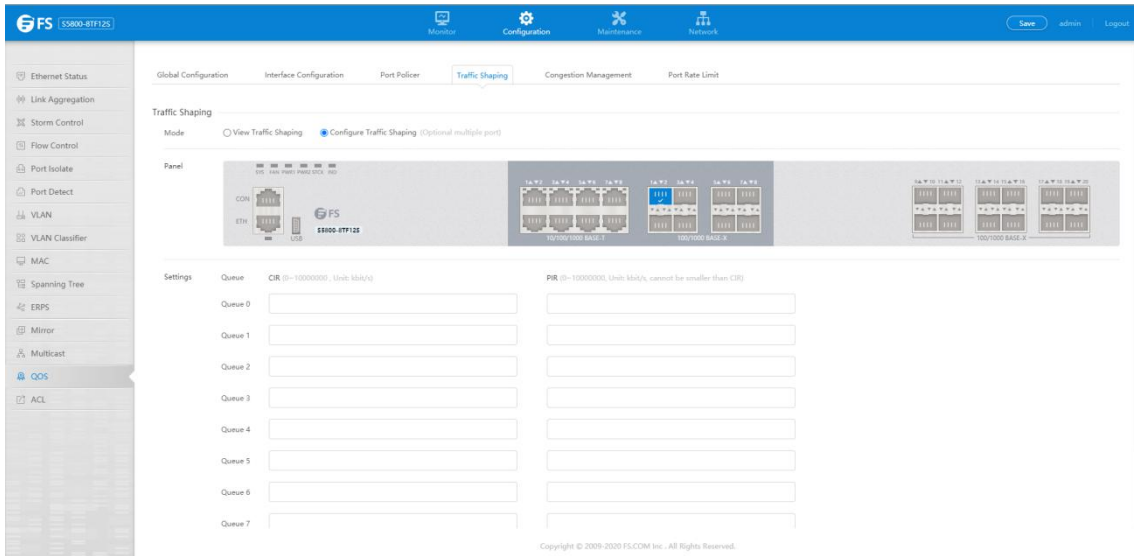 FS S5800-8TF12S
Monitor Configuration Maintenance Network
Save admin Logout
Ethernet Status
Link Aggregation
Storm Control
Flow Control
Port Isolate
Port Detect
VLAN
VLAN Classifier
MAC
Spanning Tree
ERPS
Mirror
Multicast
QOS
ACL
Global Configuration Interface Configuration Port Policer Traffic Shaping Congestion Management Port Rate Limit
Traffic Shaping
Mode View Traffic Shaping Configure Traffic Shaping (Optional multiple port)
Panel
SYS FAN PWR1 PWR2
CON
ETH
USB
FS
S5800-8TF12S
10/100/1000 BASE-T
100/1000 BASE-X
100/1000 BASE-X
Settings Queue CIR (0~10000000 , Unit: kbit/s) PIR (0~10000000, Unit: kbit/s, cannot be smaller than CIR)
Queue 0
Queue 1
Queue 2
Queue 3
Queue 4
Queue 5
Queue 6
Queue 7
Copyright © 2009-2020 FS.COM Inc . All Rights Reserved.